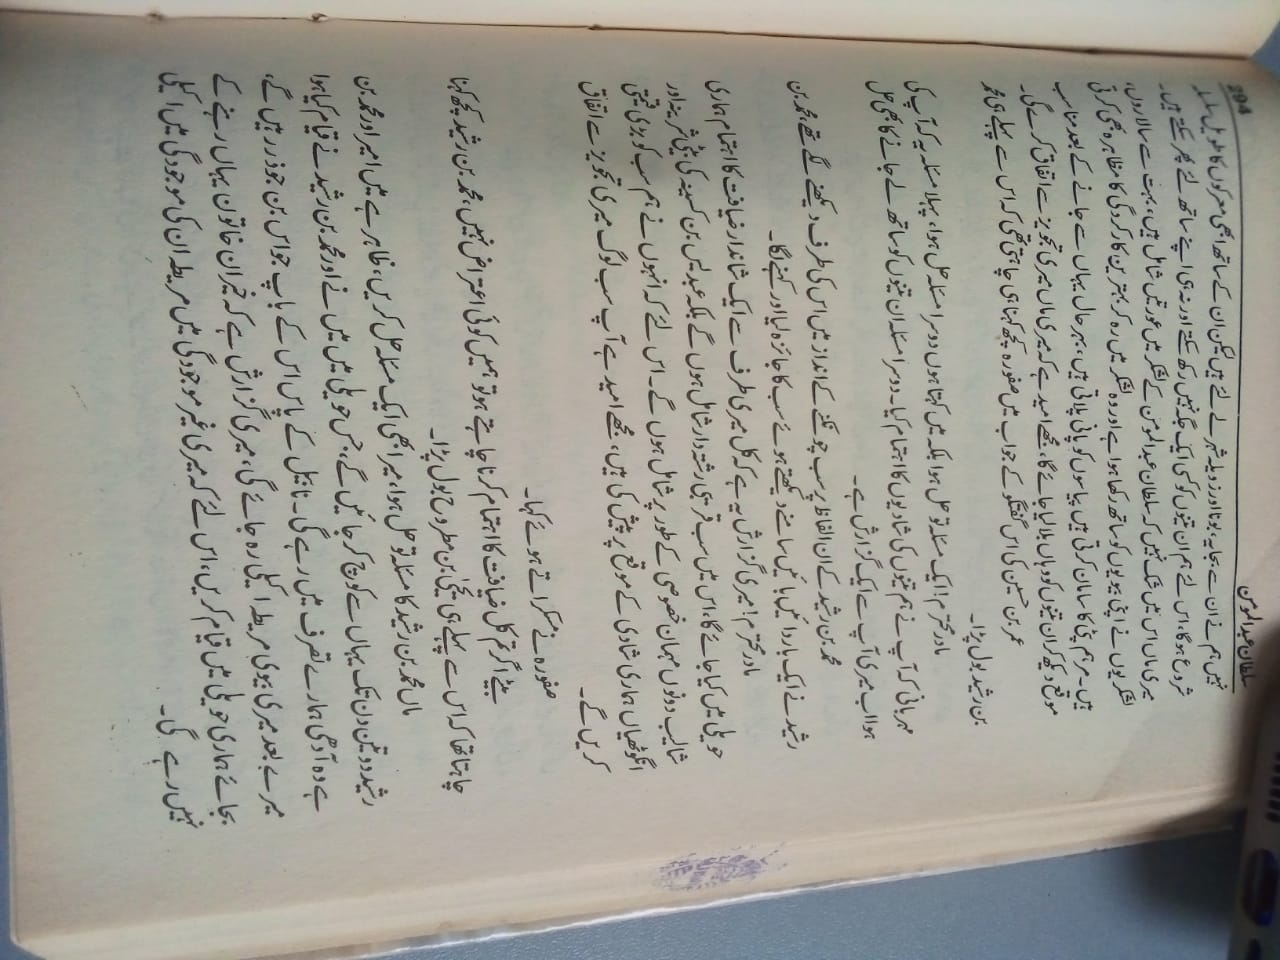 سلطان عبدالمومن 294
نہیں ہم نے ان سے بجایہ، بونا اور زویلہ شہر لے لئے ہیں لیکن ان کے ساتھ ابھی معرکوں کا طویل سلسلہ
شروع ہوگا، اس لئے ہم ان تینوں کو کسی ایک جگہ نہیں رکھ سکتے اور نہ ہی اپنے ساتھ لئے پھر سکتے ہیں۔
میری ماں اس میں شک نہیں کہ سلطان عبدالمومن کے لشکر میں عورتیں شامل ہیں، بہت سے سالاروں،
لشکریوں نے اپنی بیویوں کو ساتھ رکھا ہوا ہے اور وہ لشکر میں رہ کر بہترین کارکردگی کا مظاہرہ بھی کرتی
ہیں۔ مرہم پٹی کا سامان کرتی ہیں پیاسوں کو پانی پلاتی ہیں، بہرحال یہاں سے جانے کے بعد مناسب
موقع دیکھ کر ان تینوں کو وہاں بلا لیا جائے گا، مجھے امید ہے کہ میری ماں میری تجویز سے اتفاق کرے گی۔
عمر بن حسین کی اس گفتگو کے جواب میں صفورہ کچھ کہنا ہی چاہتی تھی کہ اس سے پہلے ہی محمد
بن رشید بول پڑا۔
مادر محترم! ایک مسئلہ تو حل ہوا بلکہ میں کہتا ہوں دوسرا مسئلہ حل ہوا، پہلا مسئلہ یہ کہ آپ کی
مہربانی کہ آپ نے ہم تینوں کی شادیوں کا اہتمام کیا۔ دوسرا مسئلہ ان تینوں کو ساتھ لے جانے کا بھی حل
ہوا اب میری آپ سے ایک گزارش ہے۔
محمد بن رشید کے ان الفاظ پر سب چونکنے کے انداز میں اس کی طرف دیکھنے لگے تھے، محمد بن
رشید نے ایک بار دائیں بائیں سامنے دیکھتے ہوئے سب کا جائزہ لیا اور کہنے لگا۔
مادر محترم! میری گزارش یہ ہے کہ کل میری طرف سے ایک شاندار ضیافت کا اہتمام ہماری
حویلی میں کیا جائے گا، اس میں سب قریبی رشتہ دار شامل ہوں گے بلکہ عبدیس بن کسینہ کی بیٹی شرینہ اور
شالیب دونوں مہمان خصوصی کے طور پر شامل ہوں گے۔ اس لئے کہ انہوں نے ہم سب کو بڑی قیمتی
انگوٹھیاں ہماری شادی کے موقع پر پیش کی ہیں، مجھے امید ہے آپ سب لوگ میری تجویز سے اتفاق
کریں گے۔
صفورہ نے مسکراتے ہوئے کہا۔
بیٹے اگر تم کل ضیافت کا اہتمام کرنا چاہتے ہو تو ہمیں کوئی اعتراض نہیں، محمد بن رشید کچھ کہنا
چاہتا تھا کہ اس سے پہلے ہی یحییٰ بن مطروح بول پڑا۔
ماں محمد بن رشید کا مسئلہ تو حل ہوا، میرا بھی ایک مسئلہ حل کریں، ظاہر ہے میں امیر اور محمد بن
رشید دو تین دن تک یہاں سے کوچ کر جائیں گے، جس حویلی میں میں نے اور محمد بن رشید نے قیام کیا ہوا
ہے وہ آدھی ہمارے تصرف میں رہے گی۔ نابیل کے پاس اس کے باپ جو اس بن جوذر رہیں گے،
میرے بعد میری بیوی مریطہ اکیلی رہ جائے گی، میری گزارش ہے کہ خیران خاتون یہاں رہنے کے
بجائے ہماری حویلی میں قیام کریں، اس لئے کہ میری غیر موجودگی میں مریطہ ان کی موجودگی میں اکیلی
نہیں رہے گی۔